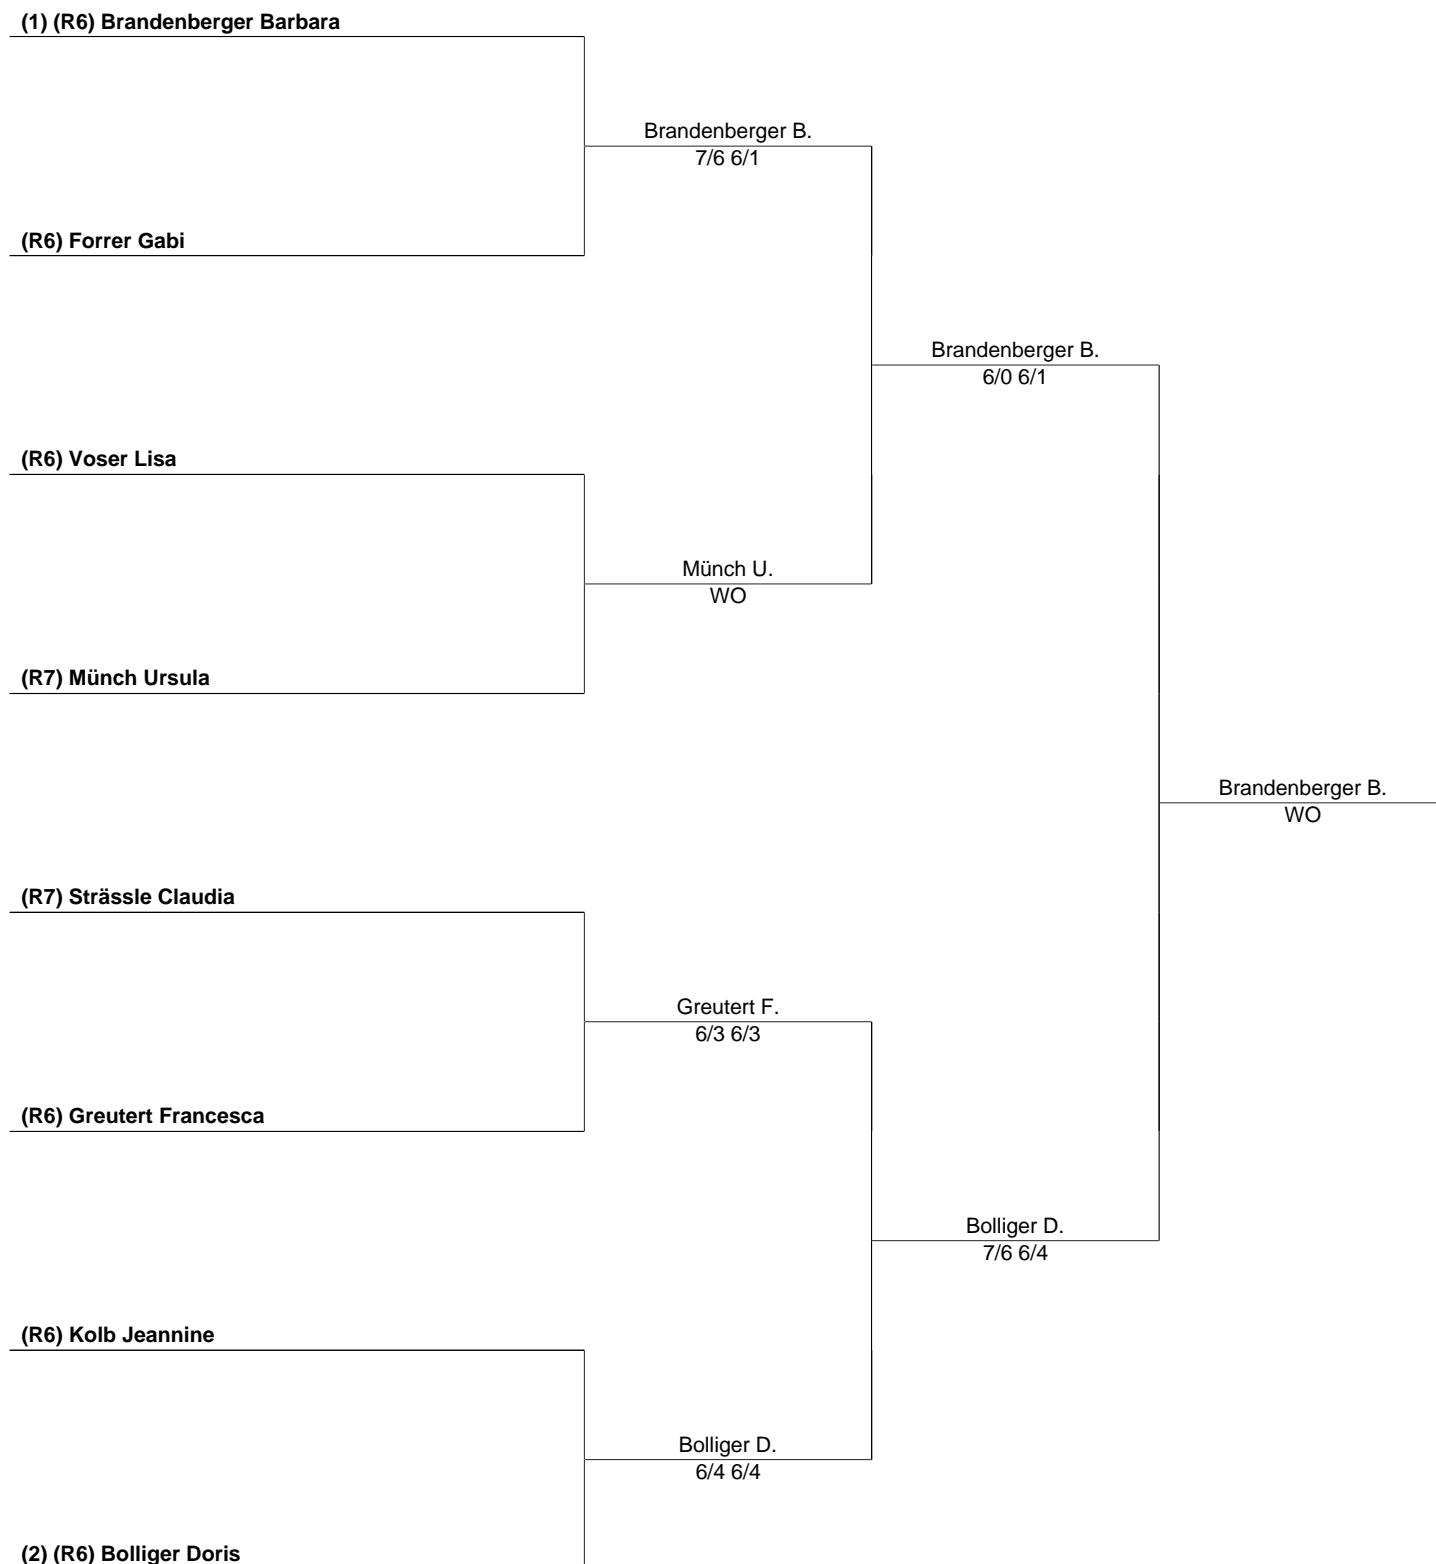 (1) (R6) Brandenberger Barbara
Brandenberger B.
7/6 6/1
(R6) Forrer Gabi
Brandenberger B.
6/0 6/1
(R6) Voser Lisa
Münch U.
WO
(R7) Münch Ursula
Brandenberger B.
WO
(R7) Strässle Claudia
Greutert F.
6/3 6/3
(R6) Greutert Francesca
Bolliger D.
7/6 6/4
(R6) Kolb Jeannine
Bolliger D.
6/4 6/4
(2) (R6) Bolliger Doris